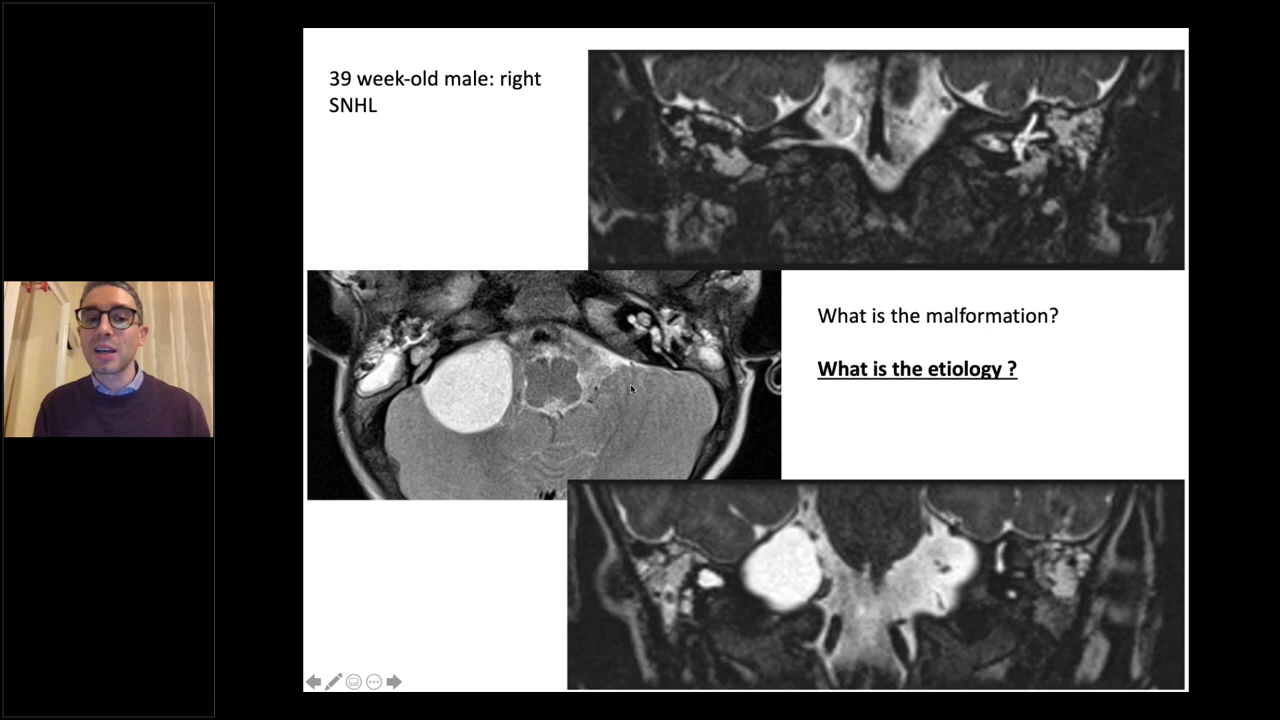 39 week-old male: right
SNHL
What is the malformation?
What is the etiology ?